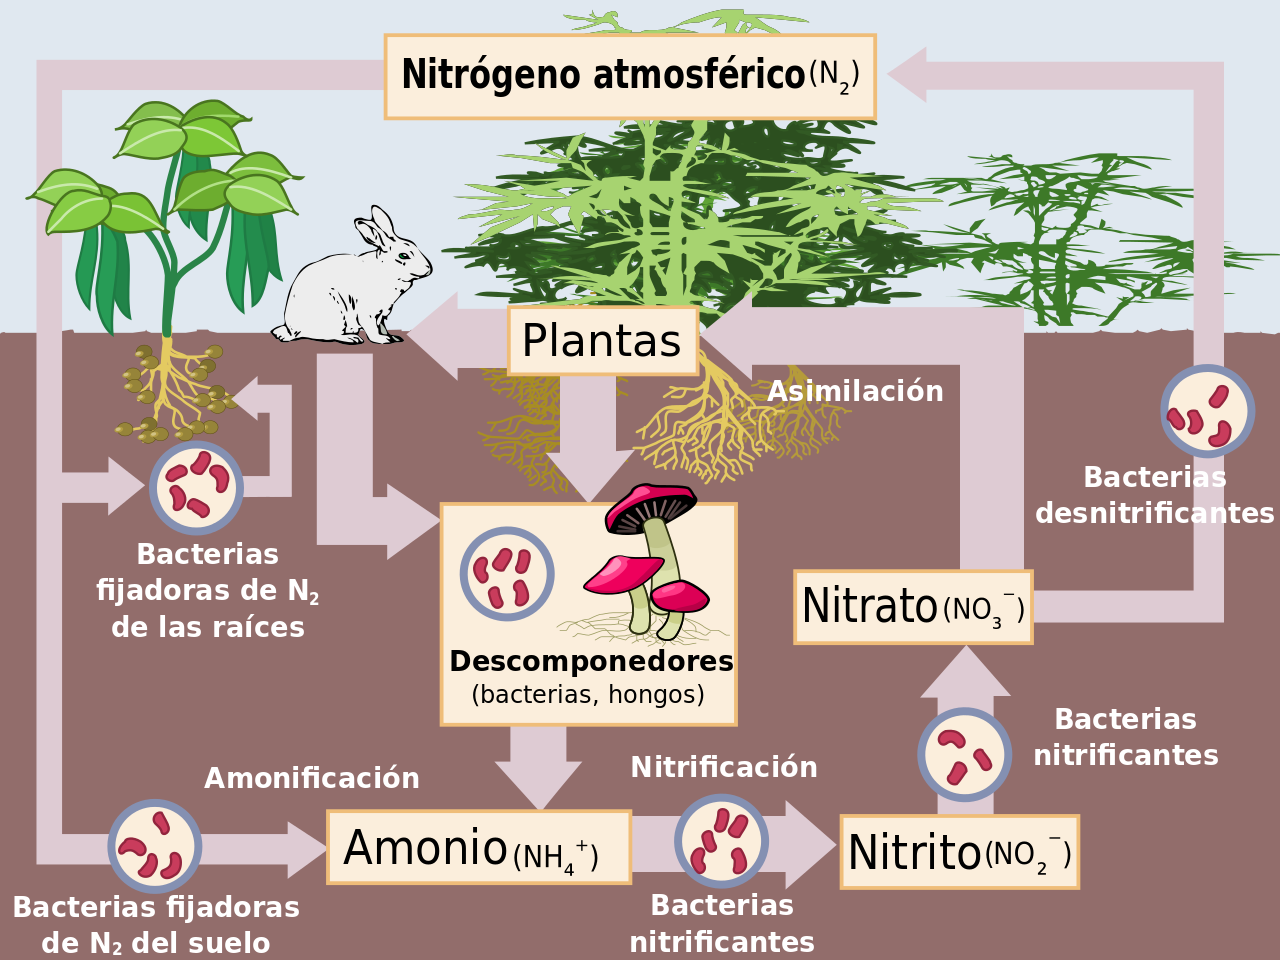 Nitrógeno atmosférico (N₂)
Plantas
Asimilación
Bacterias
desnitrificantes
Bacterias
fijadoras de N₂
de las raíces
Nitrato (NO₃⁻)
Descomponedores
(bacterias, hongos)
Bacterias
nitrificantes
Amonificación
Nitrificación
Amonio (NH₄⁺)
Nitrito (NO₂⁻)
Bacterias fijadoras
de N₂ del suelo
Bacterias
nitrificantes